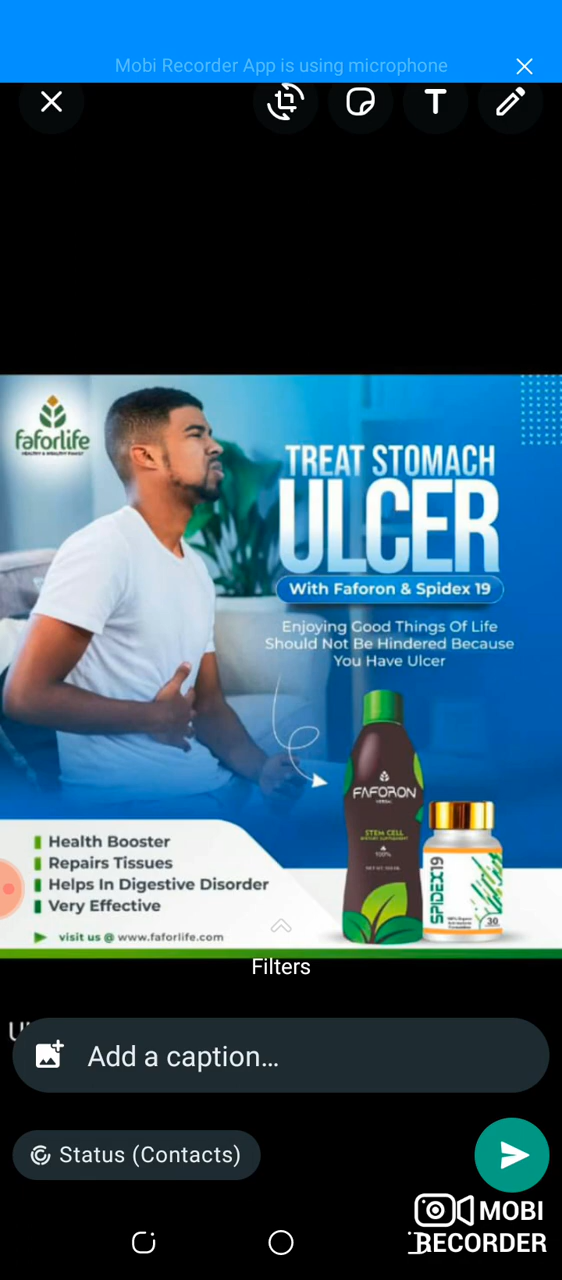 Mobi Recorder App is using microphone
T
faforlife
TREAT STOMACH
ULCER
With Faforon & Spidex 19
Enjoying Good Things Of Life
Should Not Be Hindered Because
You Have Ulcer
FAFORON
STEM CELL
100%
SPIDEX19
30
Health Booster
Repairs Tissues
Helps In Digestive Disorder
Very Effective
visit us @ www.faforlife.com
Filters
Add a caption...
Status (Contacts)
MOBI
RECORDER